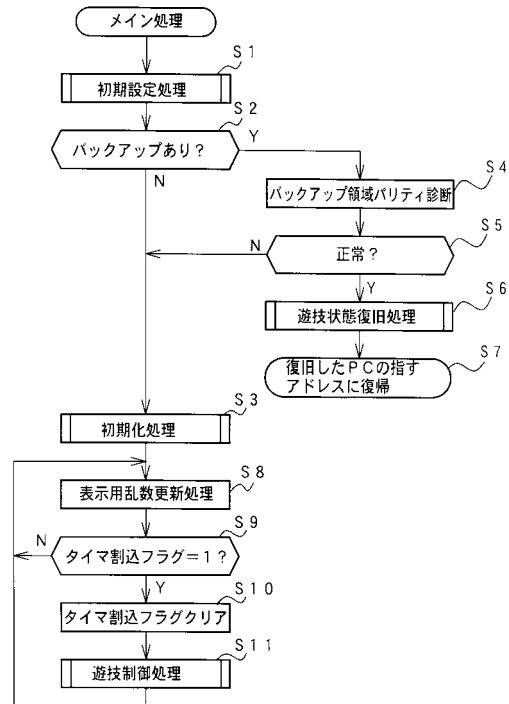 メイン処理
S1
初期設定処理
S2
バックアップあり？
Y
N
S4
バックアップ領域パリティ診断
S5
正常？
N
Y
S6
遊技状態復旧処理
S7
復旧したPCの指す
アドレスに復帰
S3
初期化処理
S8
表示用乱数更新処理
S9
タイマ割込フラグ＝1？
N
Y
S10
タイマ割込フラグクリア
S11
遊技制御処理